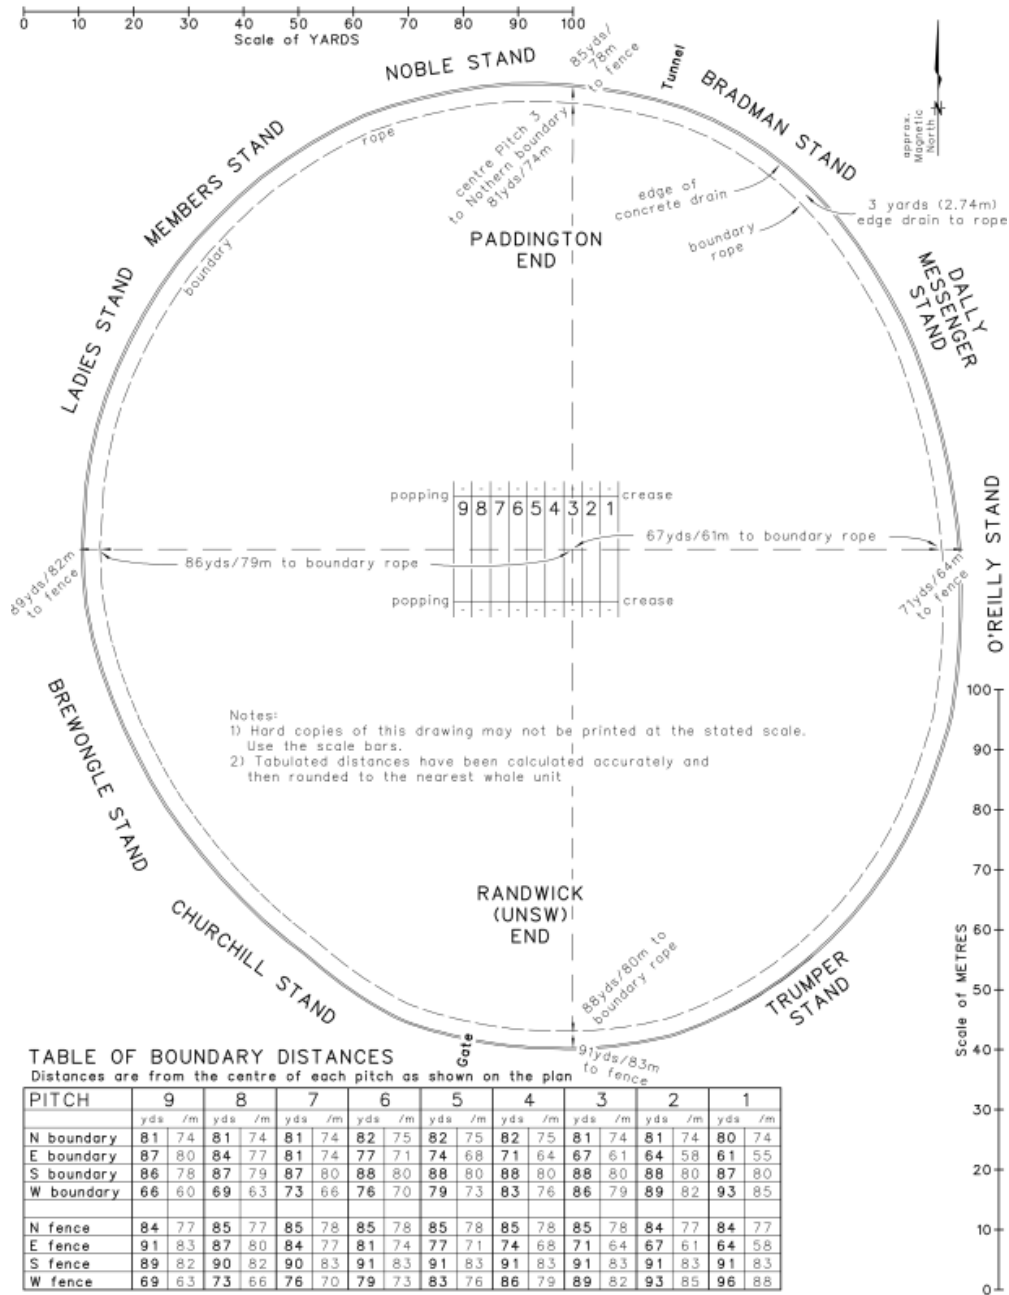 0 10 20 30 40 50 60 70 80 90 100
Scale of YARDS
NOBLE STAND
85yds/
78m
to fence
Tunnel
BRADMAN STAND
approx.
Magnetic
North
N
MEMBERS STAND
rope
centre Pitch 3
to Nothern boundary
81yds/74m
edge of
concrete drain
3 yards (2.74m)
edge drain to rope
boundary
rope
boundary
PADDINGTON
END
DALLY
MESSENGER
STAND
LADIES STAND
popping
crease
9 8 7 6 5 4 3 2 1
O'REILLY STAND
67yds/61m to boundary rope
86yds/79m to boundary rope
89yds/82m
to fence
71yds/64m
to fence
popping
crease
BREWONGLE STAND
Notes:
1) Hard copies of this drawing may not be printed at the stated scale.
Use the scale bars.
2) Tabulated distances have been calculated accurately and
then rounded to the nearest whole unit
CHURCHILL STAND
RANDWICK
(UNSW)
END
88yds/80m to
boundary rope
TRUMPER
STAND
Gate
91yds/83m
to fence
100
90
80
70
60
50
40
30
20
10
0
Scale of METRES
TABLE OF BOUNDARY DISTANCES
Distances are from the centre of each pitch as shown on the plan
PITCH 9 8 7 6 5 4 3 2 1
yds /m yds /m yds /m yds /m yds /m yds /m yds /m yds /m yds /m
N boundary 81 74 81 74 81 74 82 75 82 75 82 75 81 74 81 74 80 74
E boundary 87 80 84 77 81 74 77 71 74 68 71 64 67 61 64 58 61 55
S boundary 86 78 87 79 87 80 88 80 88 80 88 80 88 80 88 80 87 80
W boundary 66 60 69 63 73 66 76 70 79 73 83 76 86 79 89 82 93 85
N fence 84 77 85 77 85 78 85 78 85 78 85 78 85 78 84 77 84 77
E fence 91 83 87 80 84 77 81 74 77 71 74 68 71 64 67 61 64 58
S fence 89 82 90 82 90 83 91 83 91 83 91 83 91 83 91 83 91 83
W fence 69 63 73 66 76 70 79 73 83 76 86 79 89 82 93 85 96 88